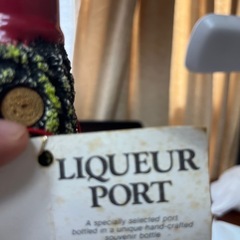 LIQUEUR
PORT
A specially selected port
bottled in a unique hand-crafted
souvenir bottle